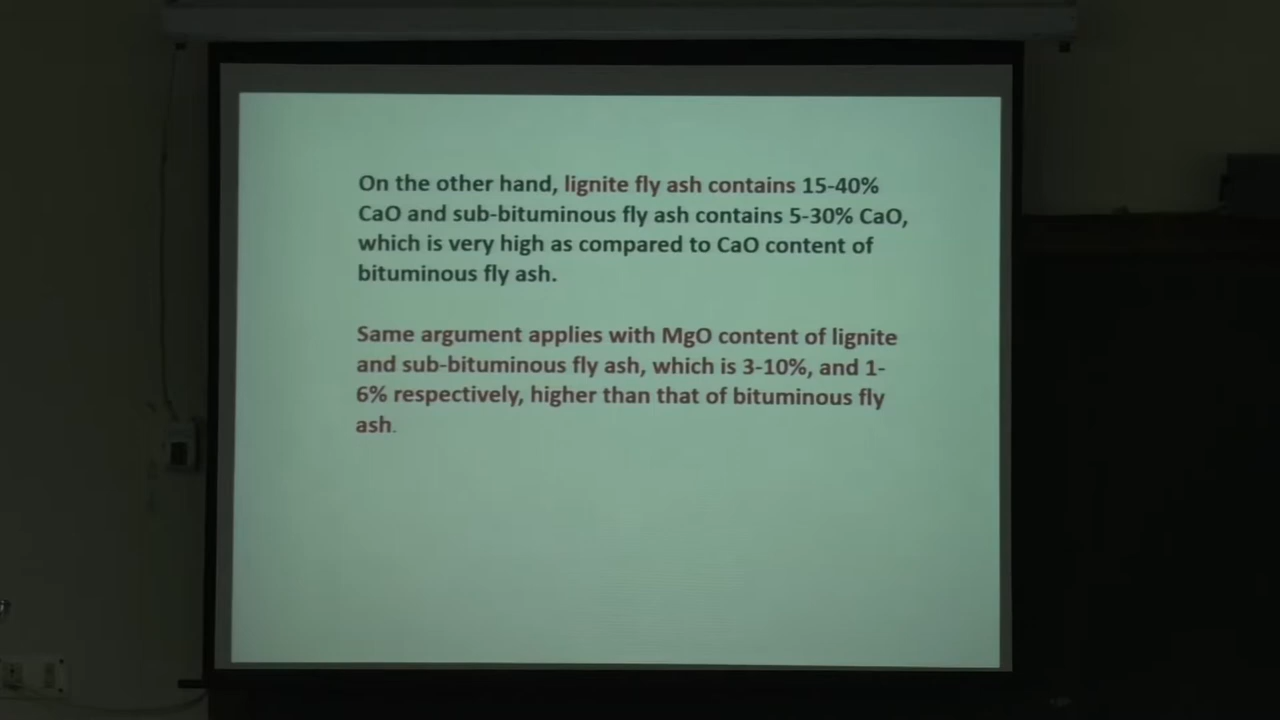 On the other hand, lignite fly ash contains 15-40%
CaO and sub-bituminous fly ash contains 5-30% CaO,
which is very high as compared to CaO content of
bituminous fly ash.
Same argument applies with MgO content of lignite
and sub-bituminous fly ash, which is 3-10%, and 1-
6% respectively, higher than that of bituminous fly
ash.